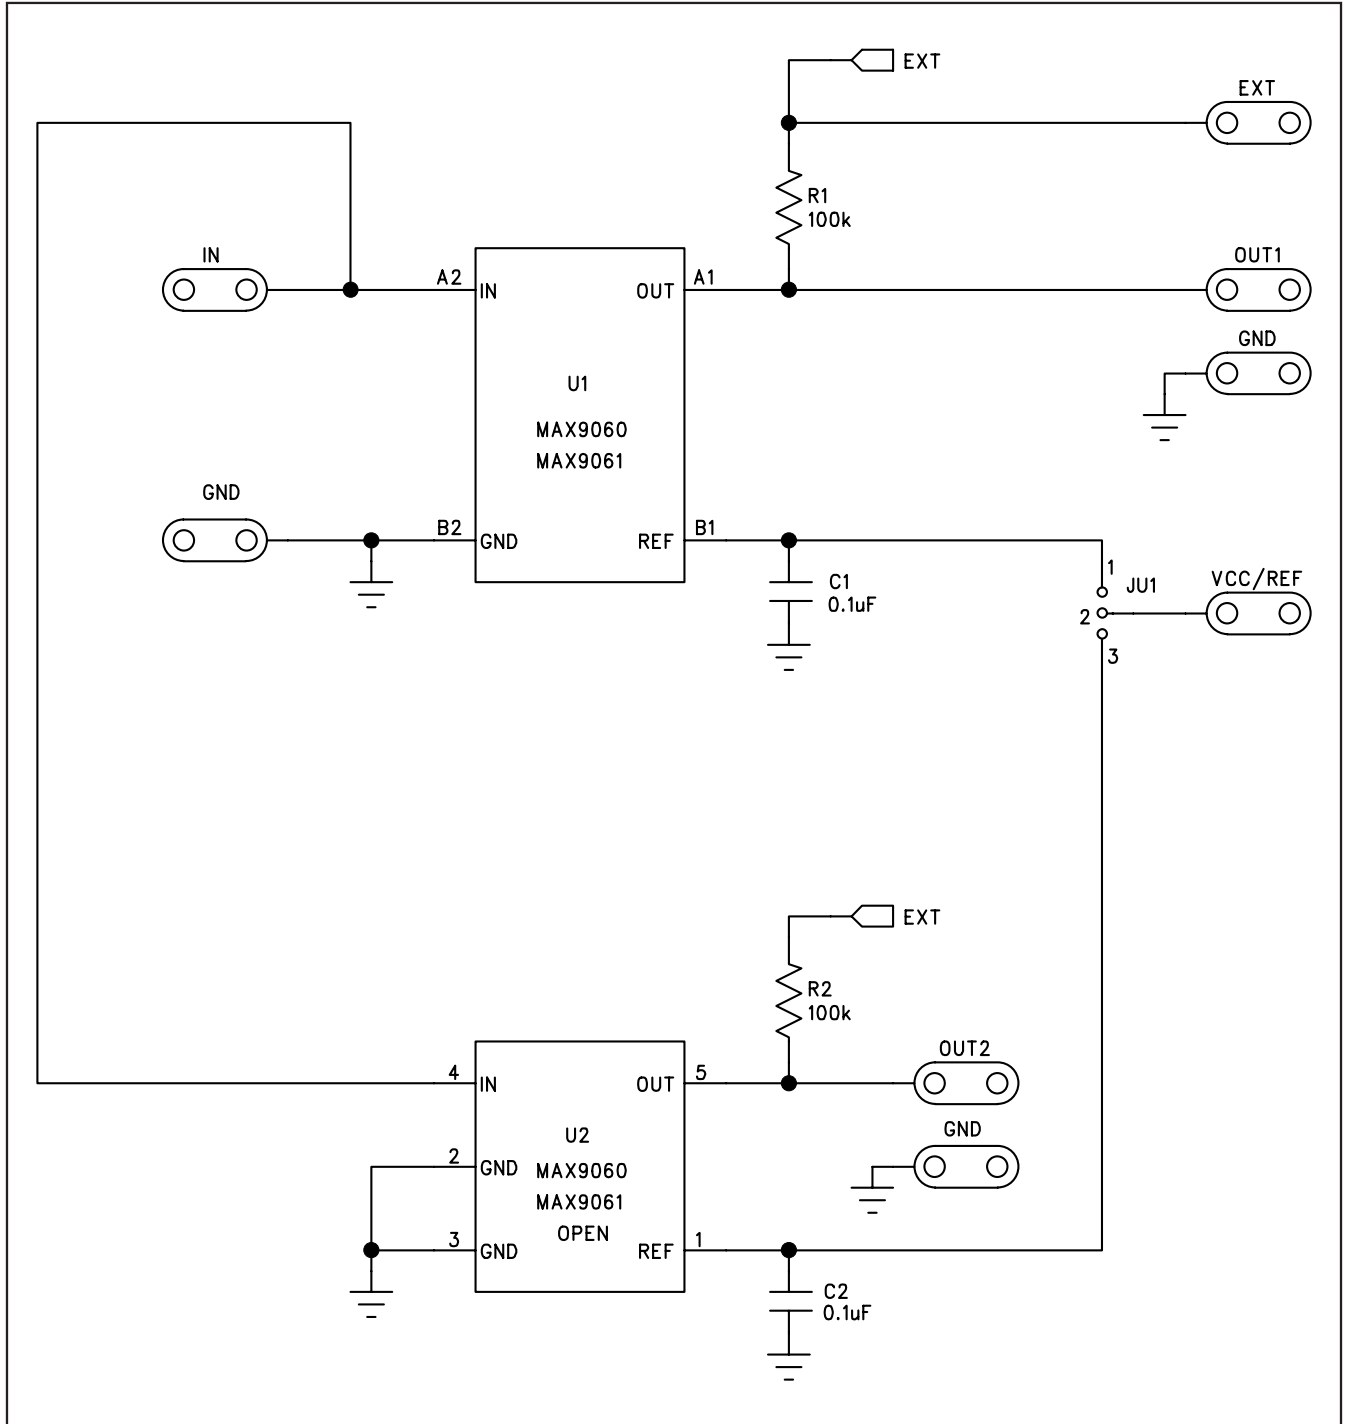 EXT
EXT
R1
100k
IN
OUT1
A2
IN
OUT
A1
GND
U1
MAX9060
MAX9061
GND
B2
GND
REF
B1
C1
0.1uF
1
JU1
2
3
VCC/REF
EXT
R2
100k
OUT2
4
IN
OUT
5
U2
GND
2
GND
MAX9060
MAX9061
OPEN
3
GND
REF
1
C2
0.1uF